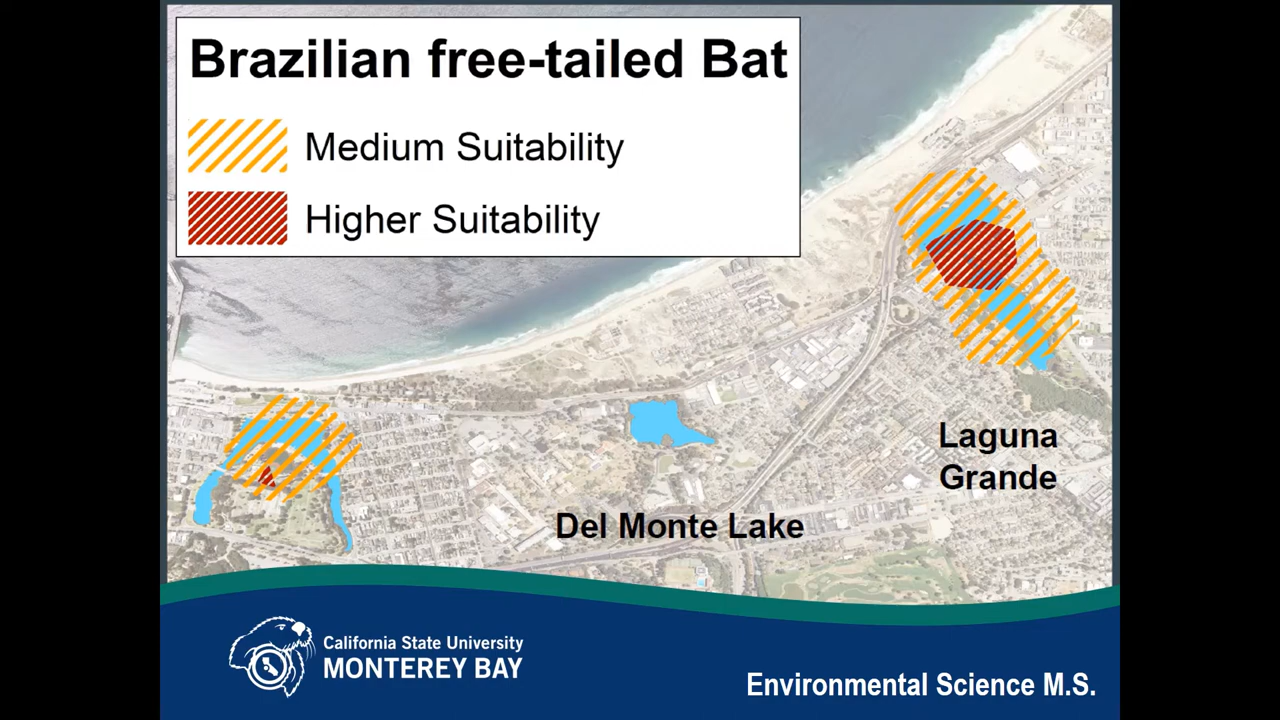 Brazilian free-tailed Bat
Medium Suitability
Higher Suitability
Laguna
Grande
Del Monte Lake
California State University
MONTEREY BAY
Environmental Science M.S.